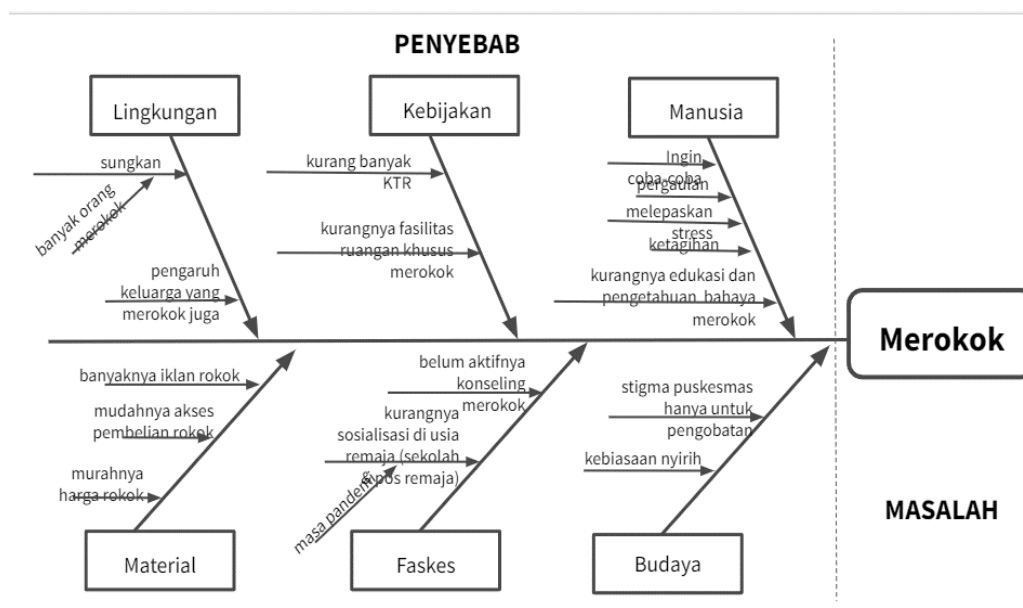 PENYEBAB
Lingkungan
Kebijakan
Manusia
sungkan
banyak orang
merokok
pengaruh
keluarga yang
merokok juga
kurang banyak
KTR
kurangnya fasilitas
ruangan khusus
merokok
Ingin
coba-coba
pergaulan
melepaskan
stress
ketagihan
kurangnya edukasi dan
pengetahuan bahaya
merokok
Merokok
banyaknya iklan rokok
mudahnya akses
pembelian rokok
murahnya
harga rokok
belum aktifnya
konseling
merokok
kurangnya
sosialisasi di usia
remaja (sekolah
&pos remaja)
masa pandemi
stigma puskesmas
hanya untuk
pengobatan
kebiasaan nyirih
MASALAH
Material
Faskes
Budaya